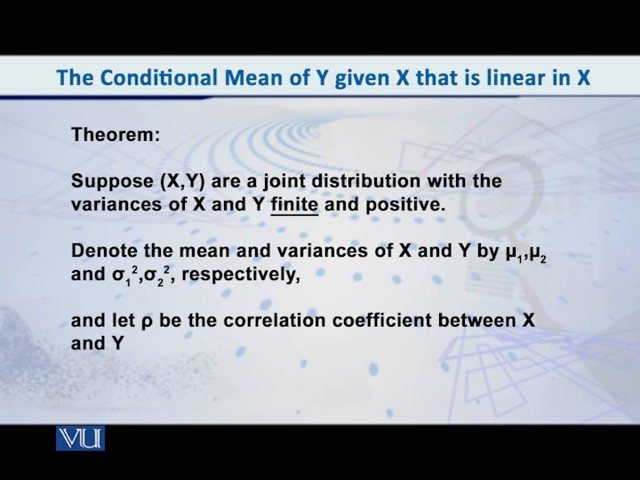 The Conditional Mean of Y given X that is linear in X
Theorem:
Suppose (X,Y) are a joint distribution with the
variances of X and Y finite and positive.
Denote the mean and variances of X and Y by μ₁,μ₂
and σ₁²,σ₂², respectively,
and let ρ be the correlation coefficient between X
and Y
VU